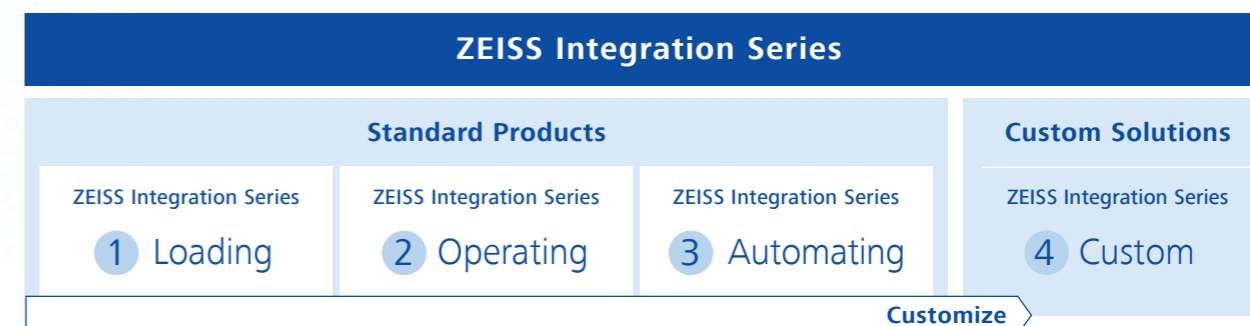 ZEISS Integration Series
Standard Products
Custom Solutions
ZEISS Integration Series
1 Loading
ZEISS Integration Series
2 Operating
ZEISS Integration Series
3 Automating
ZEISS Integration Series
4 Custom
Customize